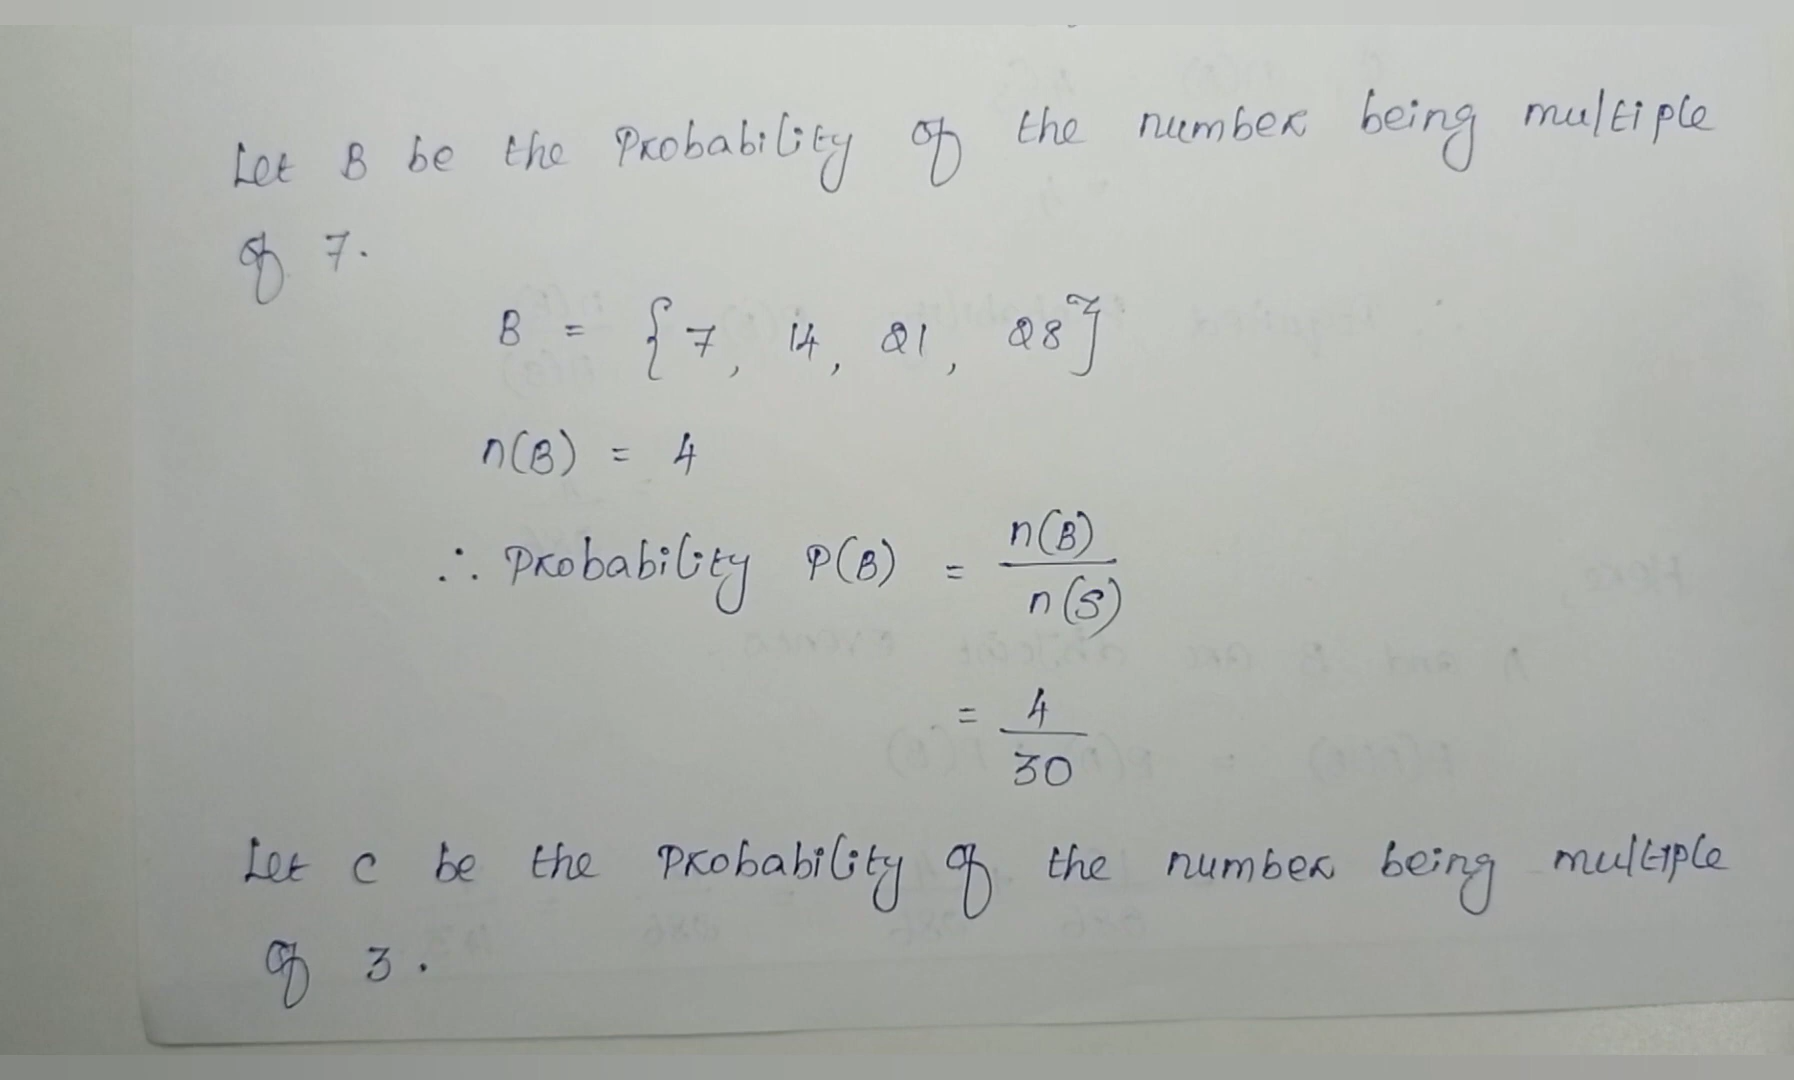 Let B be the Probability of the number being multiple
of 7.
B = {7, 14, 21, 28}
n(B) = 4
∴ Probability P(B) = n(B) / n(S)
= 4 / 30
Let C be the Probability of the number being multiple
of 3.